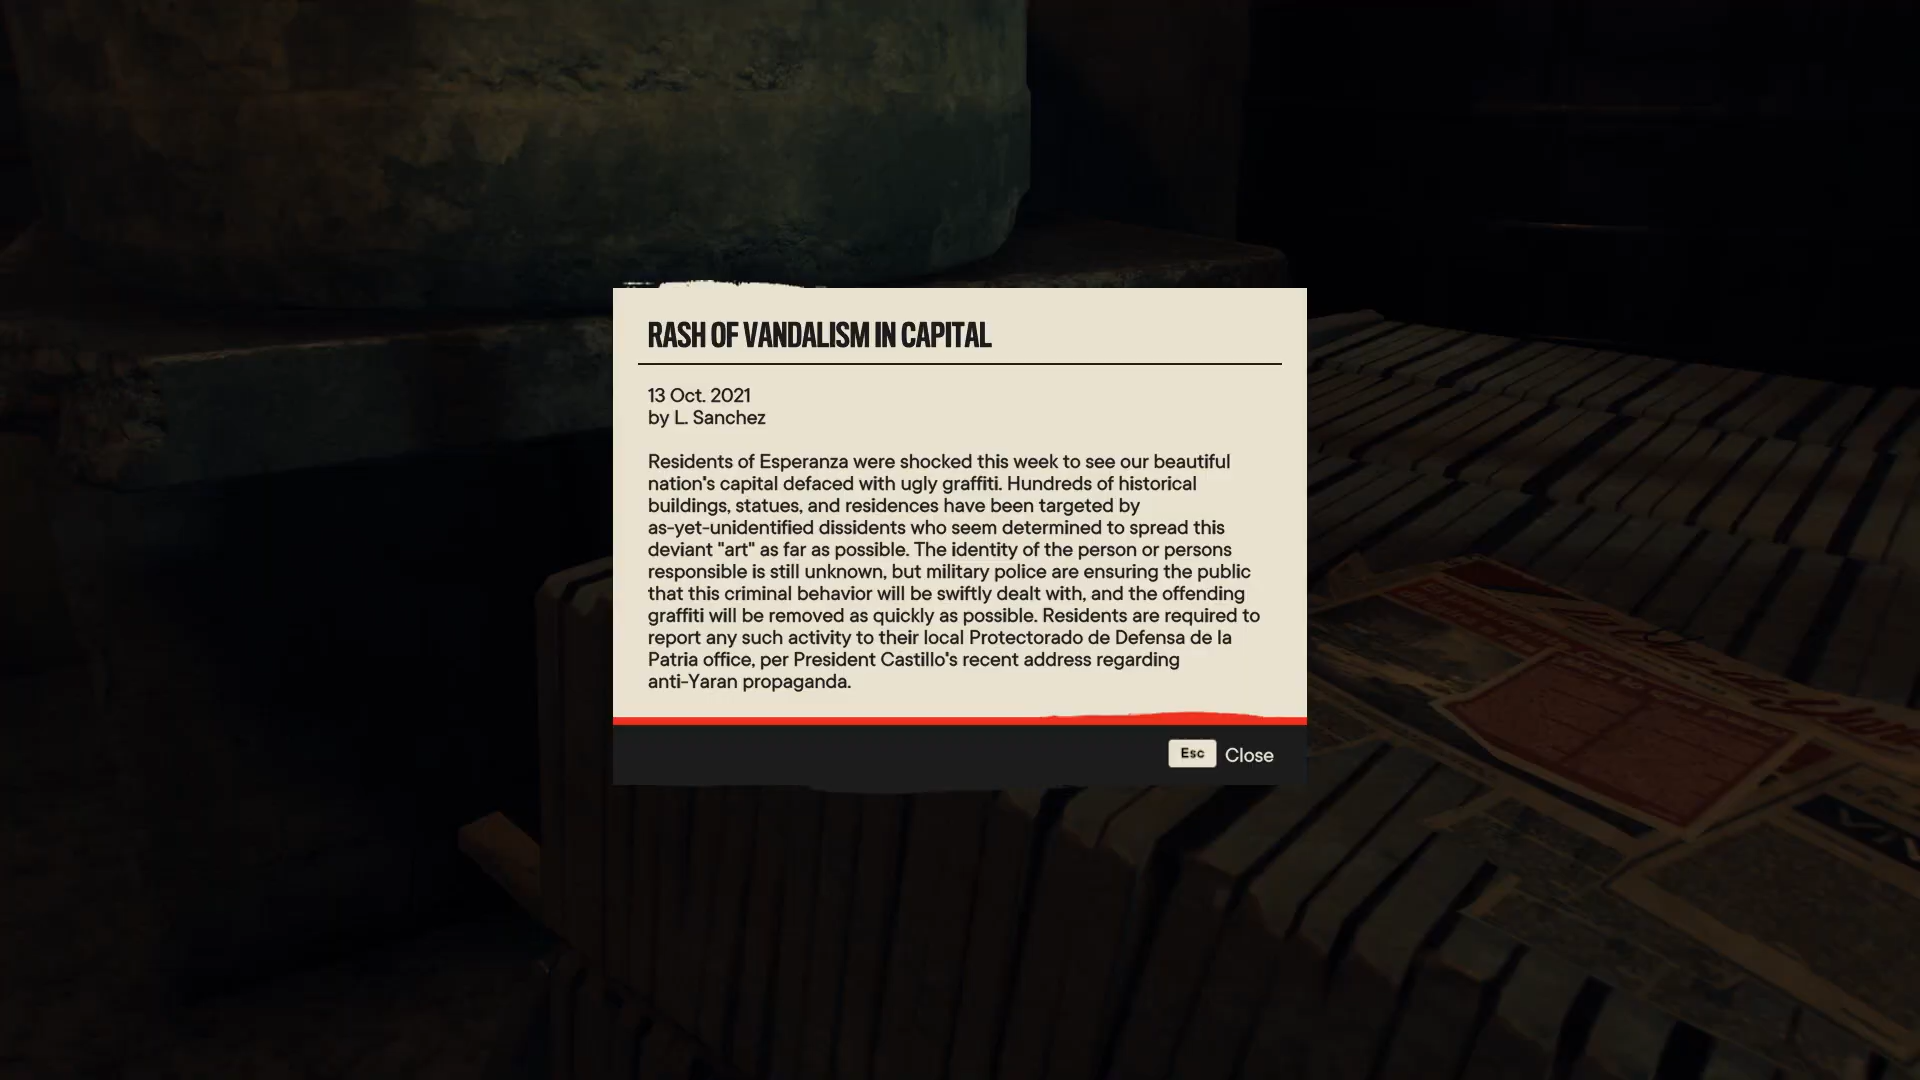 RASH OF VANDALISM IN CAPITAL
13 Oct. 2021
by L. Sanchez
Residents of Esperanza were shocked this week to see our beautiful
nation's capital defaced with ugly graffiti. Hundreds of historical
buildings, statues, and residences have been targeted by
as-yet-unidentified dissidents who seem determined to spread this
deviant "art" as far as possible. The identity of the person or persons
responsible is still unknown, but military police are ensuring the public
that this criminal behavior will be swiftly dealt with, and the offending
graffiti will be removed as quickly as possible. Residents are required to
report any such activity to their local Protectorado de Defensa de la
Patria office, per President Castillo's recent address regarding
anti-Yaran propaganda.
Esc Close